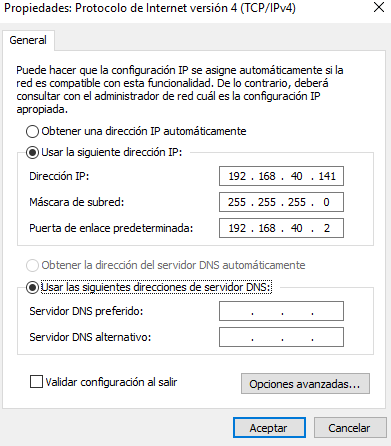 Propiedades: Protocolo de Internet versión 4 (TCP/IPv4)
General
Puede hacer que la configuración IP se asigne automáticamente si la
red es compatible con esta funcionalidad. De lo contrario, deberá
consultar con el administrador de red cuál es la configuración IP
apropiada.
Obtener una dirección IP automáticamente
Usar la siguiente dirección IP:
Dirección IP: 192 . 168 . 40 . 141
Máscara de subred: 255 . 255 . 255 . 0
Puerta de enlace predeterminada: 192 . 168 . 40 . 2
Obtener la dirección del servidor DNS automáticamente
Usar las siguientes direcciones de servidor DNS:
Servidor DNS preferido: . . .
Servidor DNS alternativo: . . .
Validar configuración al salir
Opciones avanzadas...
Aceptar
Cancelar